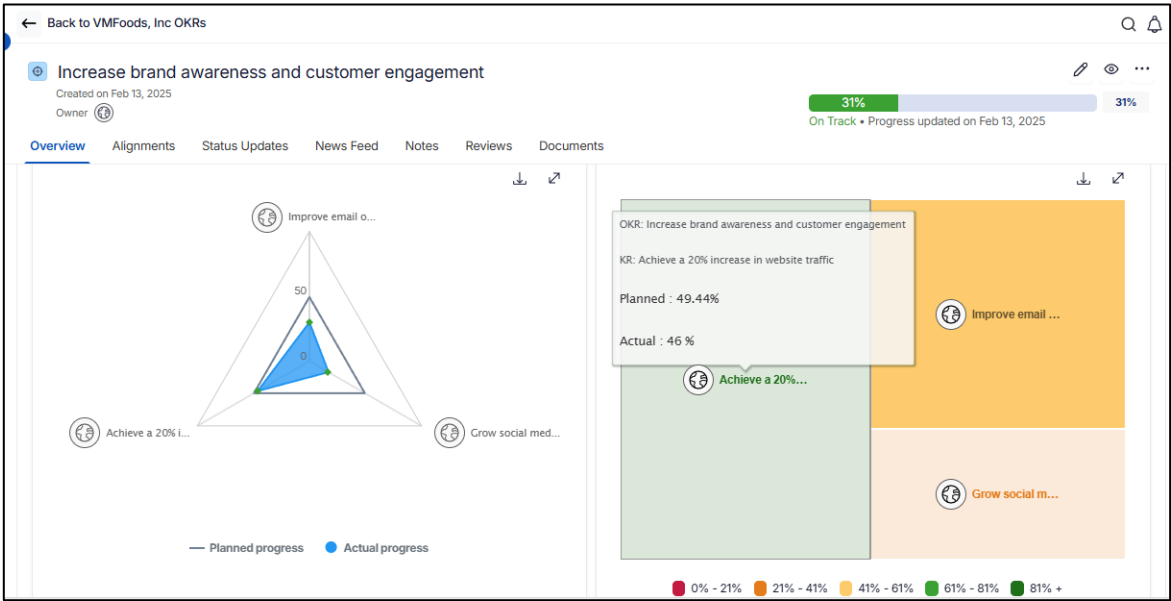 Back to VMFoods, Inc OKRs
Increase brand awareness and customer engagement
Created on Feb 13, 2025
Owner
31%
31%
On Track • Progress updated on Feb 13, 2025
Overview
Alignments
Status Updates
News Feed
Notes
Reviews
Documents
Improve email o...
50
0
Achieve a 20% i...
Grow social med...
Planned progress
Actual progress
OKR: Increase brand awareness and customer engagement
KR: Achieve a 20% increase in website traffic
Planned : 49.44%
Actual : 46 %
Achieve a 20%...
Improve email ...
Grow social m...
0% - 21%
21% - 41%
41% - 61%
61% - 81%
81% +